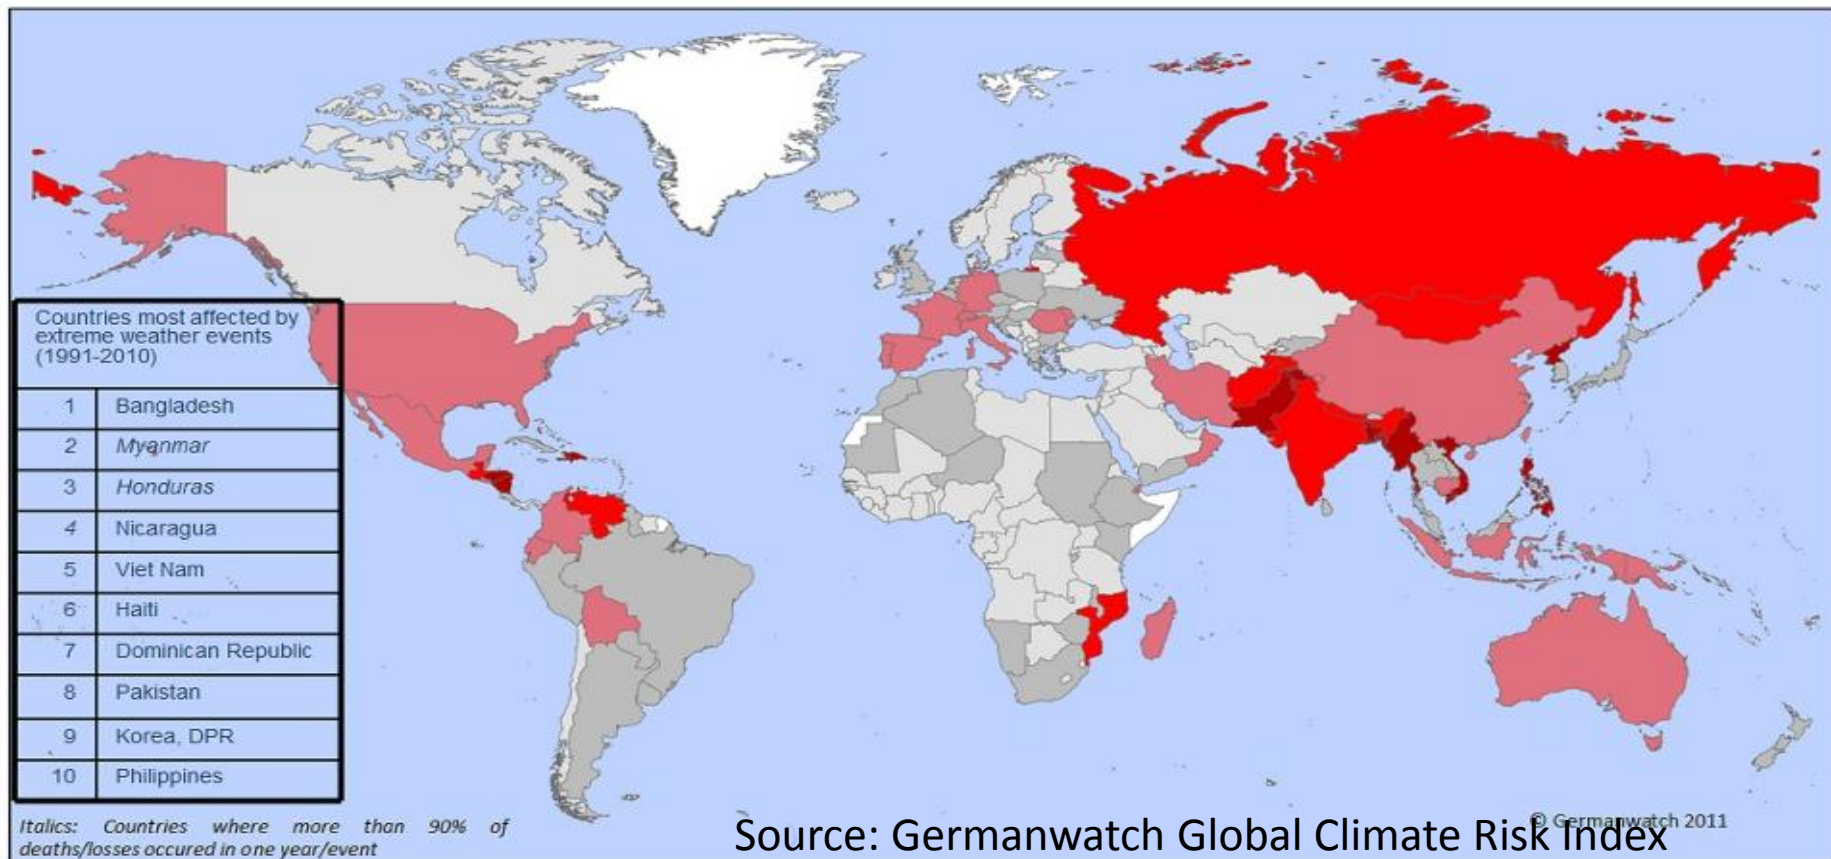 Countries most affected by
extreme weather events
(1991-2010)
1 Bangladesh
2 Myanmar
3 Honduras
4 Nicaragua
5 Viet Nam
6 Haiti
7 Dominican Republic
8 Pakistan
9 Korea, DPR
10 Philippines
Italics: Countries where more than 90% of
deaths/losses occured in one year/event
© Germanwatch 2011
Source: Germanwatch Global Climate Risk Index